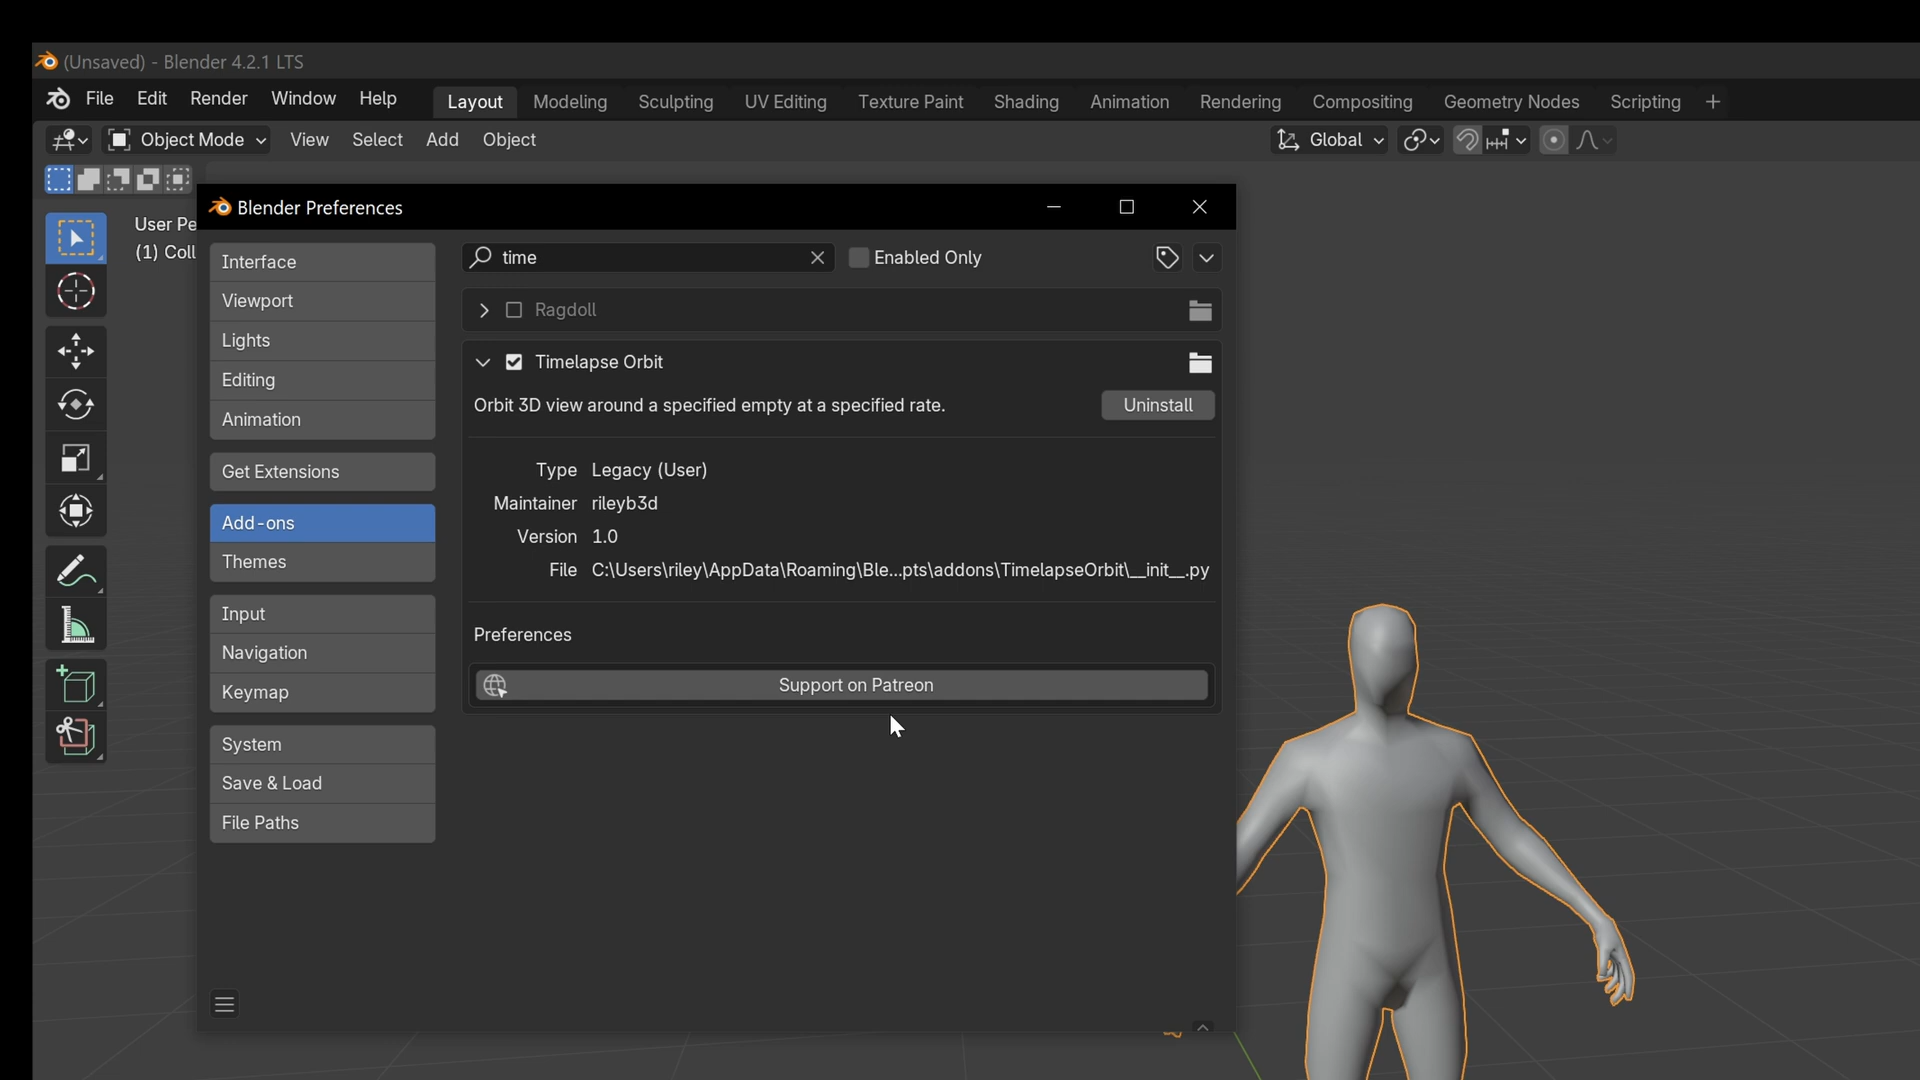 (Unsaved) - Blender 4.2.1 LTS
File Edit Render Window Help Layout Modeling Sculpting UV Editing Texture Paint Shading Animation Rendering Compositing Geometry Nodes Scripting +
Object Mode View Select Add Object Global
User Pe
(1) Coll
Blender Preferences
Interface
Viewport
Lights
Editing
Animation
Get Extensions
Add-ons
Themes
Input
Navigation
Keymap
System
Save & Load
File Paths
time Enabled Only
Ragdoll
Timelapse Orbit
Orbit 3D view around a specified empty at a specified rate. Uninstall
Type Legacy (User)
Maintainer rileyb3d
Version 1.0
File C:\Users\riley\AppData\Roaming\Ble...pts\addons\TimelapseOrbit\__init__.py
Preferences
Support on Patreon